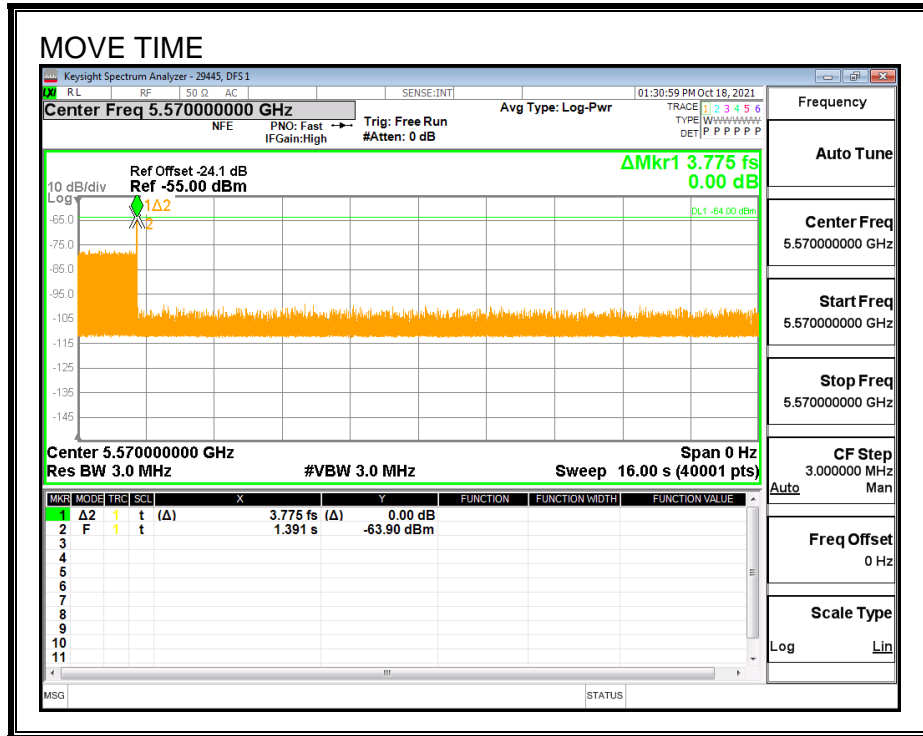 MOVE TIME
Keysight Spectrum Analyzer - 29445, DFS 1
LXI RL RF 50 Ω AC SENSE:INT 01:30:59 PM Oct 18, 2021
Center Freq 5.570000000 GHz
NFE
PNO: Fast
IFGain:High
Trig: Free Run
#Atten: 0 dB
Avg Type: Log-Pwr
TRACE 1 2 3 4 5 6
TYPE WWWWWWWW
DET P P P P P P
ΔMkr1 3.775 fs
0.00 dB
Ref Offset -24.1 dB
10 dB/div Ref -55.00 dBm
Log
1Δ2
2
DL1 -64.00 dBm
-65.0
-75.0
-85.0
-95.0
-105
-115
-125
-135
-145
Center 5.570000000 GHz Span 0 Hz
Res BW 3.0 MHz #VBW 3.0 MHz Sweep 16.00 s (40001 pts)
MKR MODE TRC SCL X Y FUNCTION FUNCTION WIDTH FUNCTION VALUE
1 Δ2 1 t (Δ) 3.775 fs (Δ) 0.00 dB
2 F 1 t 1.391 s -63.90 dBm
3
4
5
6
7
8
9
10
11
MSG STATUS
Frequency
Auto Tune
Center Freq
5.570000000 GHz
Start Freq
5.570000000 GHz
Stop Freq
5.570000000 GHz
CF Step
3.000000 MHz
Auto Man
Freq Offset
0 Hz
Scale Type
Log Lin